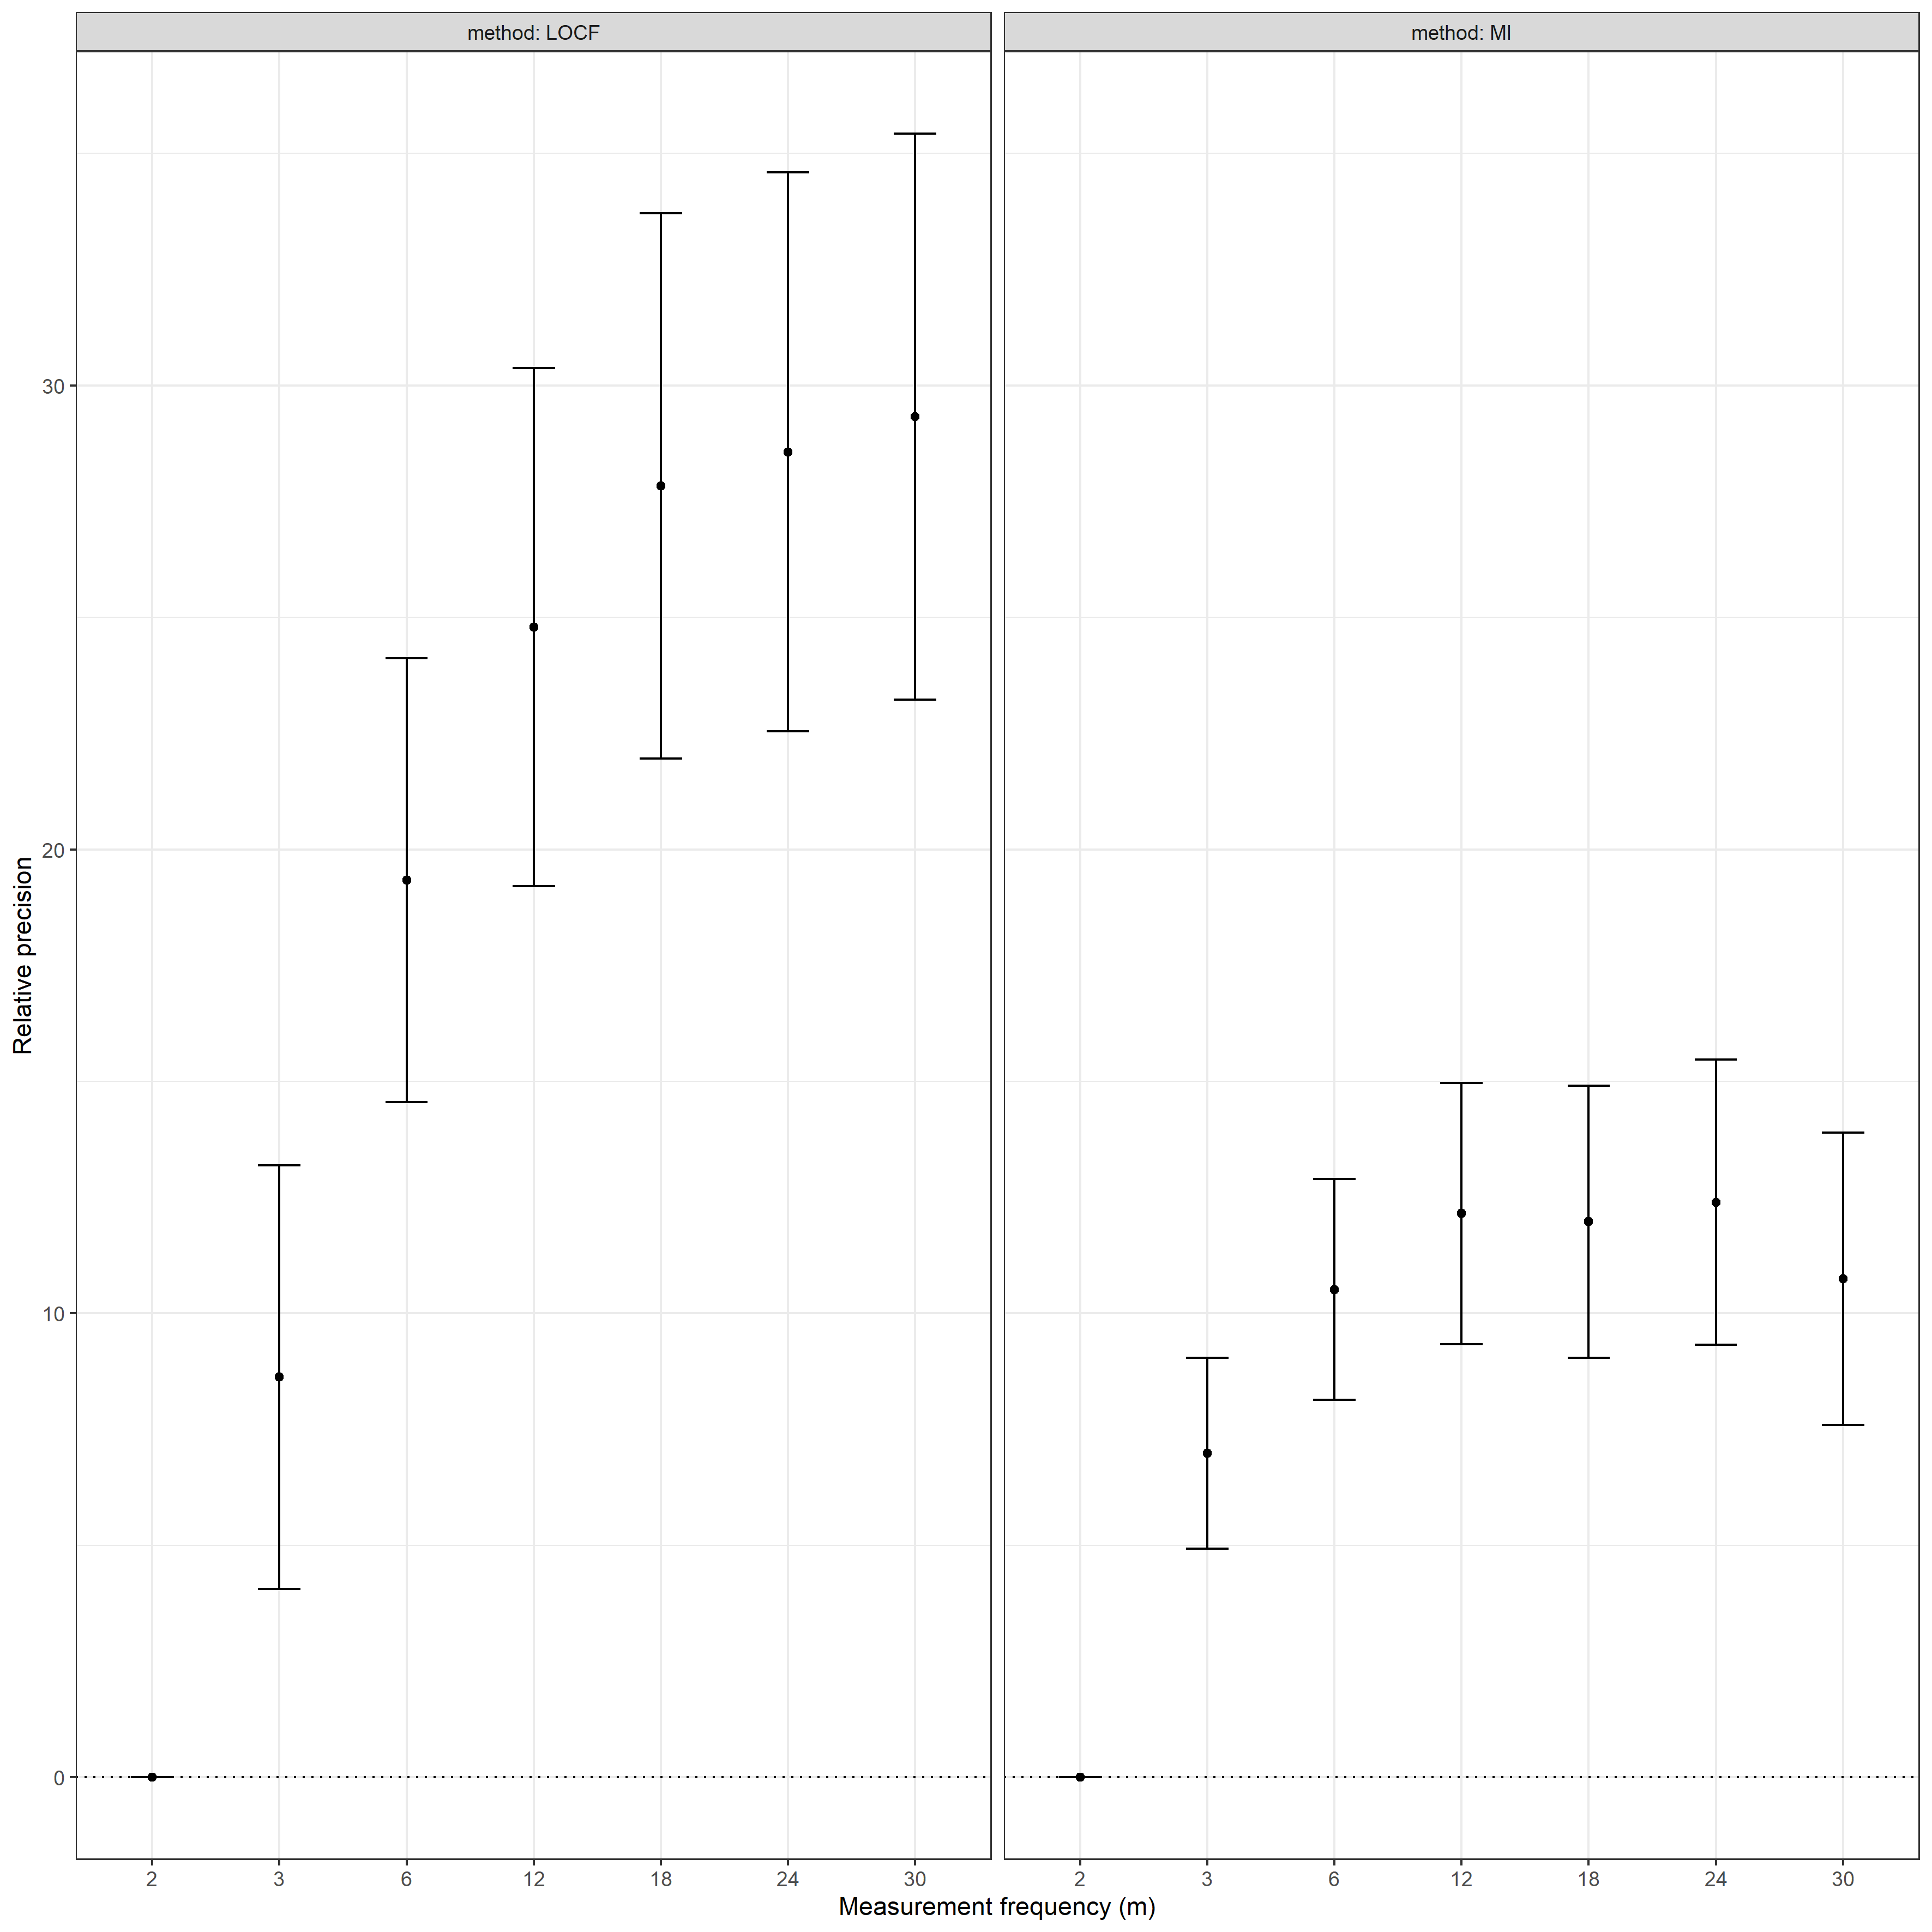 method: LOCF
method: MI
Relative precision
30
20
10
0
2 3 6 12 18 24 30
2 3 6 12 18 24 30
Measurement frequency (m)